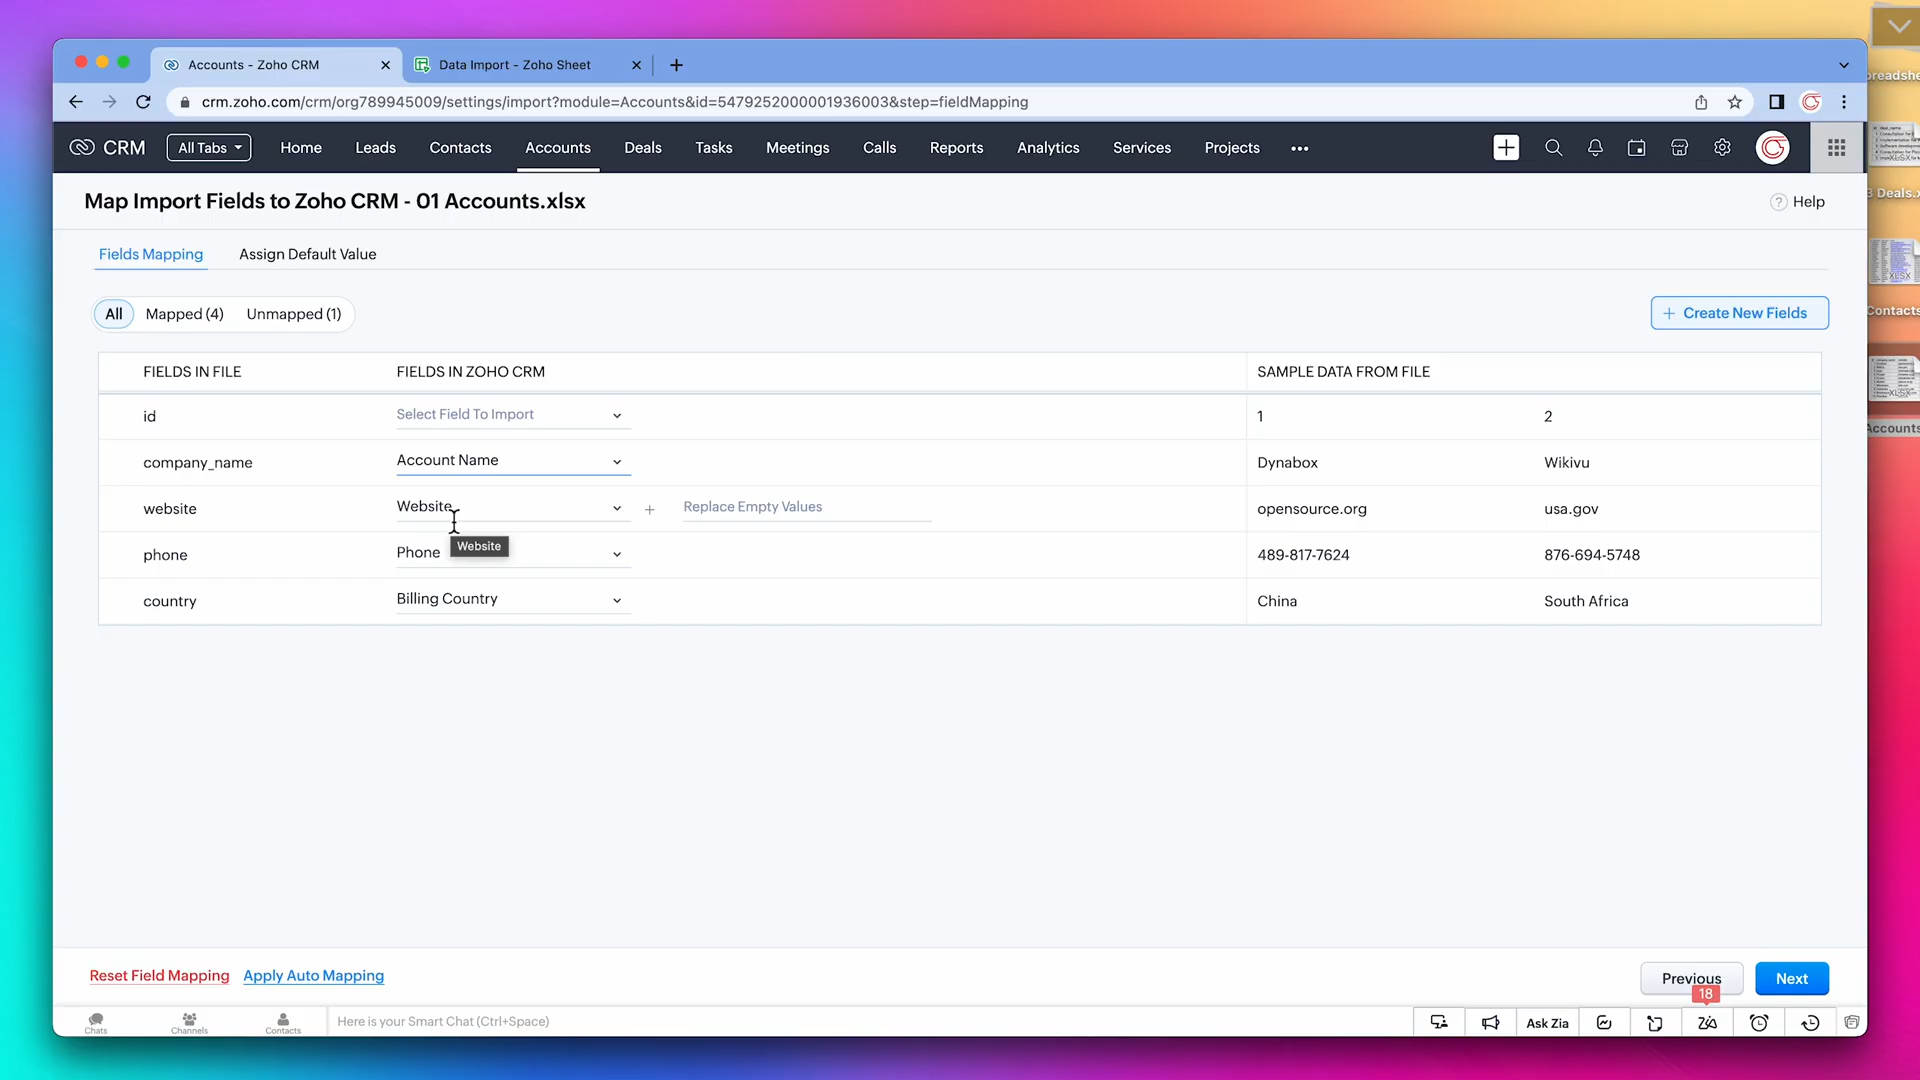 Accounts - Zoho CRM
Data Import - Zoho Sheet
crm.zoho.com/crm/org789945009/settings/import?module=Accounts&id=5479252000001936003&step=fieldMapping
CRM All Tabs Home Leads Contacts Accounts Deals Tasks Meetings Calls Reports Analytics Services Projects
Map Import Fields to Zoho CRM - 01 Accounts.xlsx
Help
Fields Mapping Assign Default Value
All Mapped (4) Unmapped (1)
+ Create New Fields
FIELDS IN FILE FIELDS IN ZOHO CRM SAMPLE DATA FROM FILE
id Select Field To Import 1 2
company_name Account Name Dynabox Wikivu
website Website + Replace Empty Values opensource.org usa.gov
Website
phone Phone 489-817-7624 876-694-5748
country Billing Country China South Africa
Reset Field Mapping Apply Auto Mapping
Previous Next
18
Chats Channels Contacts
Here is your Smart Chat (Ctrl+Space)
Ask Zia
Deals.x
XLSX
Contacts
Accounts